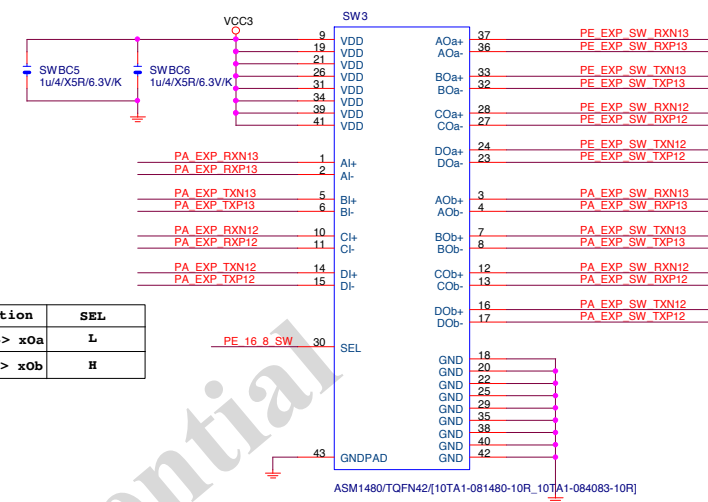 SW3
VCC3
9 VDD
19 VDD
21 VDD
26 VDD
31 VDD
34 VDD
39 VDD
41 VDD
SWBC5
1u/4/X5R/6.3V/K
SWBC6
1u/4/X5R/6.3V/K
PA_EXP_RXN13 1 AI+
PA_EXP_RXP13 2 AI-
PA_EXP_TXN13 5 BI+
PA_EXP_TXP13 6 BI-
PA_EXP_RXN12 10 CI+
PA_EXP_RXP12 11 CI-
PA_EXP_TXN12 14 DI+
PA_EXP_TXP12 15 DI-
PE_16_8_SW 30 SEL
43 GNDPAD
AOa+ 37 PE_EXP_SW_RXN13
AOa- 36 PE_EXP_SW_RXP13
BOa+ 33 PE_EXP_SW_TXN13
BOa- 32 PE_EXP_SW_TXP13
COa+ 28 PE_EXP_SW_RXN12
COa- 27 PE_EXP_SW_RXP12
DOa+ 24 PE_EXP_SW_TXN12
DOa- 23 PE_EXP_SW_TXP12
AOb+ 3 PA_EXP_SW_RXN13
AOb- 4 PA_EXP_SW_RXP13
BOb+ 7 PA_EXP_SW_TXN13
BOb- 8 PA_EXP_SW_TXP13
COb+ 12 PA_EXP_SW_RXN12
COb- 13 PA_EXP_SW_RXP12
DOb+ 16 PA_EXP_SW_TXN12
DOb- 17 PA_EXP_SW_TXP12
GND 18
GND 20
GND 22
GND 25
GND 29
GND 35
GND 38
GND 40
GND 42
tion SEL
> xOa L
> xOb H
ential
ASM1480/TQFN42/[10TA1-081480-10R_10TA1-084083-10R]